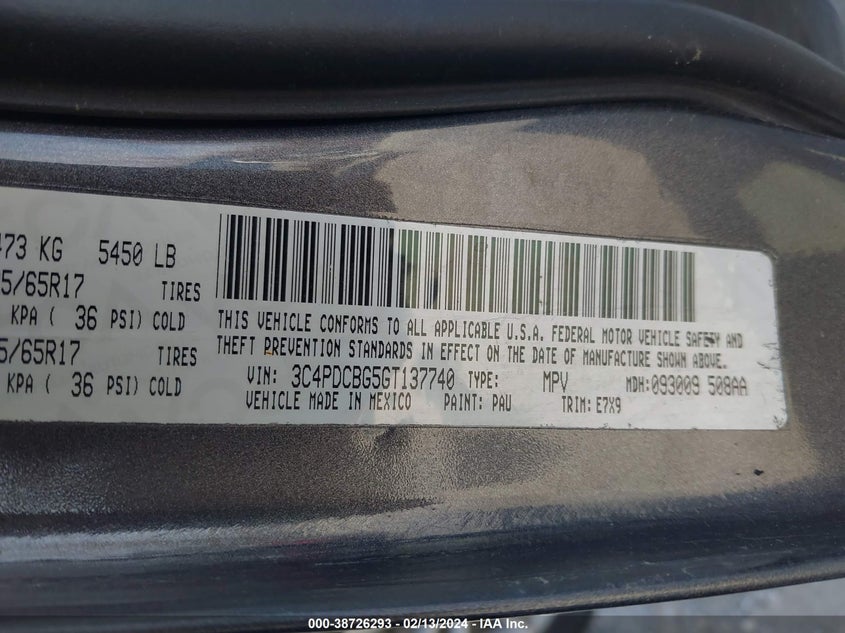 473 KG 5450 LB
5/65R17 TIRES
KPA ( 36 PSI) COLD
5/65R17 TIRES
KPA ( 36 PSI) COLD
THIS VEHICLE CONFORMS TO ALL APPLICABLE U.S.A. FEDERAL MOTOR VEHICLE SAFETY AND
THEFT PREVENTION STANDARDS IN EFFECT ON THE DATE OF MANUFACTURE SHOWN ABOVE.
VIN: 3C4PDCBG5GT137740 TYPE: MPV MDH: 093009 508AA
VEHICLE MADE IN MEXICO PAINT: PAU TRIM: E7X9
000-38726293 - 02/13/2024 - IAAI.COM